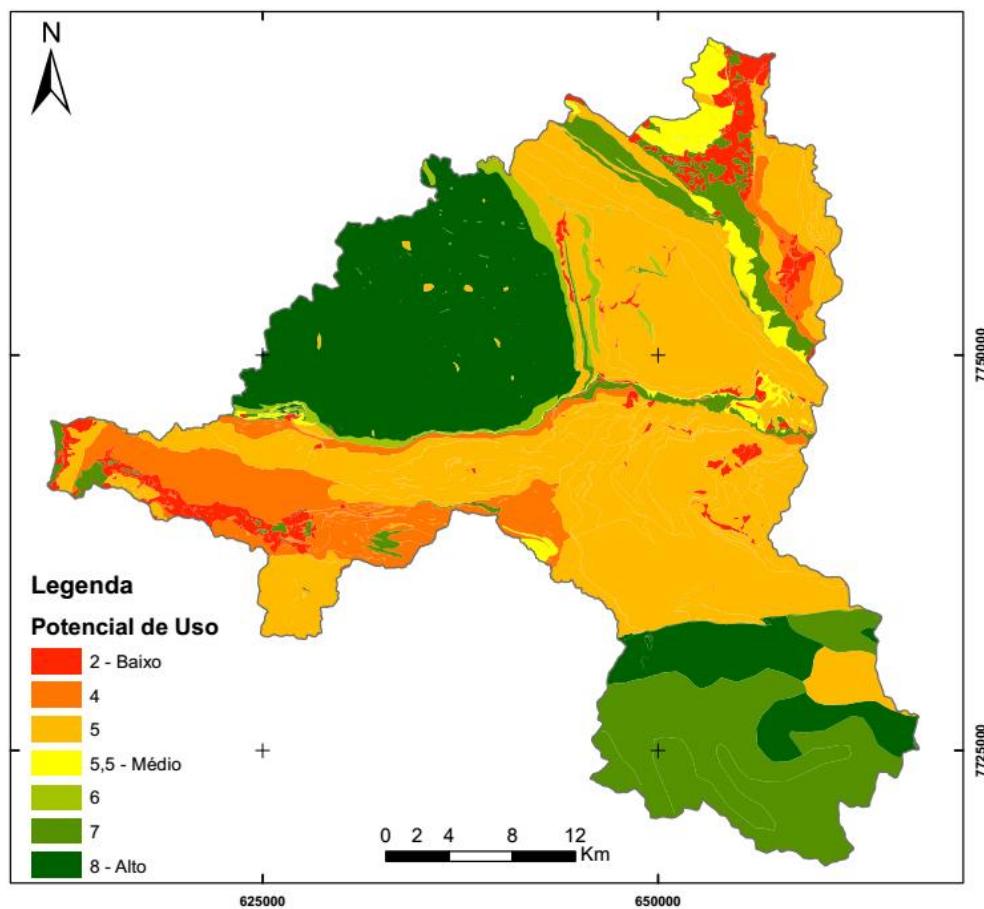 N
7750000
7725000
Legenda
Potencial de Uso
2 - Baixo
4
5
5,5 - Médio
6
7
8 - Alto
0 2 4 8 12
Km
625000 650000